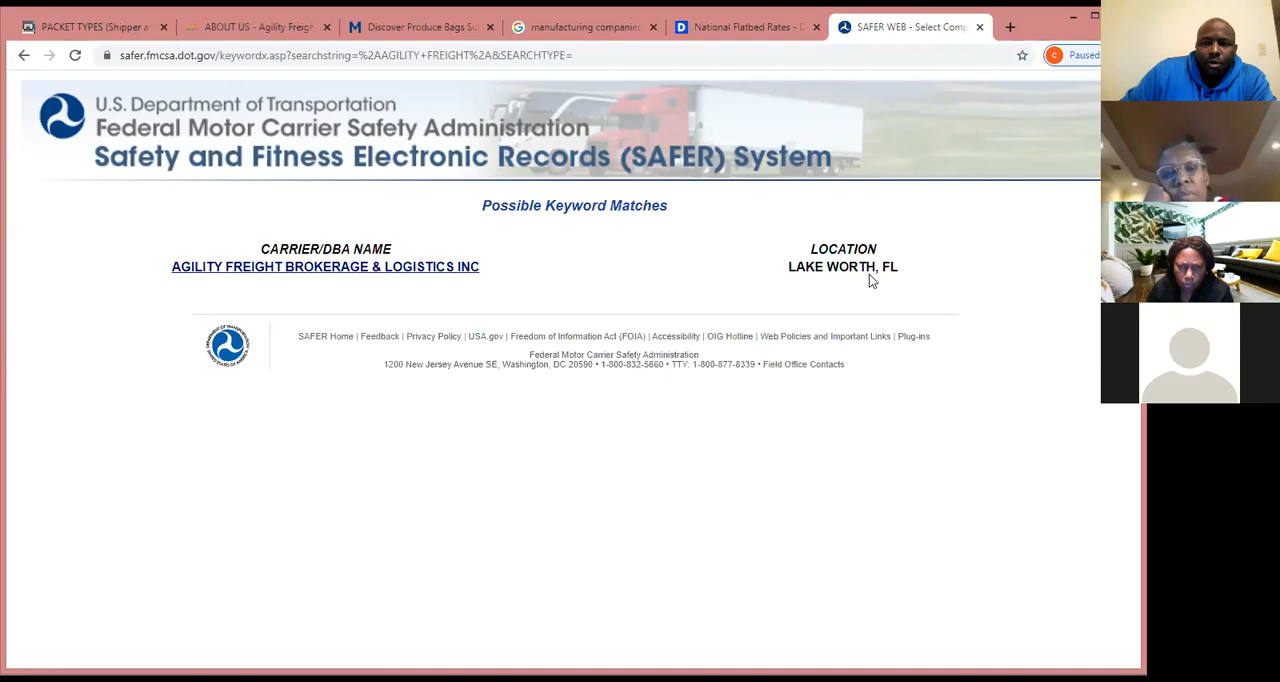 PACKET TYPES (Shipper a
ABOUT US - Agility Freigh
Discover Produce Bags Su
manufacturing companies
National Flatbed Rates - D
SAFER WEB - Select Comp
safer.fmcsa.dot.gov/keywordx.asp?searchstring=%2AAGILITY+FREIGHT%2A&SEARCHTYPE=
C Paused
U.S. Department of Transportation
Federal Motor Carrier Safety Administration
Safety and Fitness Electronic Records (SAFER) System
Possible Keyword Matches
CARRIER/DBA NAME LOCATION
AGILITY FREIGHT BROKERAGE & LOGISTICS INC LAKE WORTH, FL
SAFER Home | Feedback | Privacy Policy | USA.gov | Freedom of Information Act (FOIA) | Accessibility | OIG Hotline | Web Policies and Important Links | Plug-ins
Federal Motor Carrier Safety Administration
1200 New Jersey Avenue SE, Washington, DC 20590 • 1-800-832-5660 • TTY: 1-800-877-8339 • Field Office Contacts